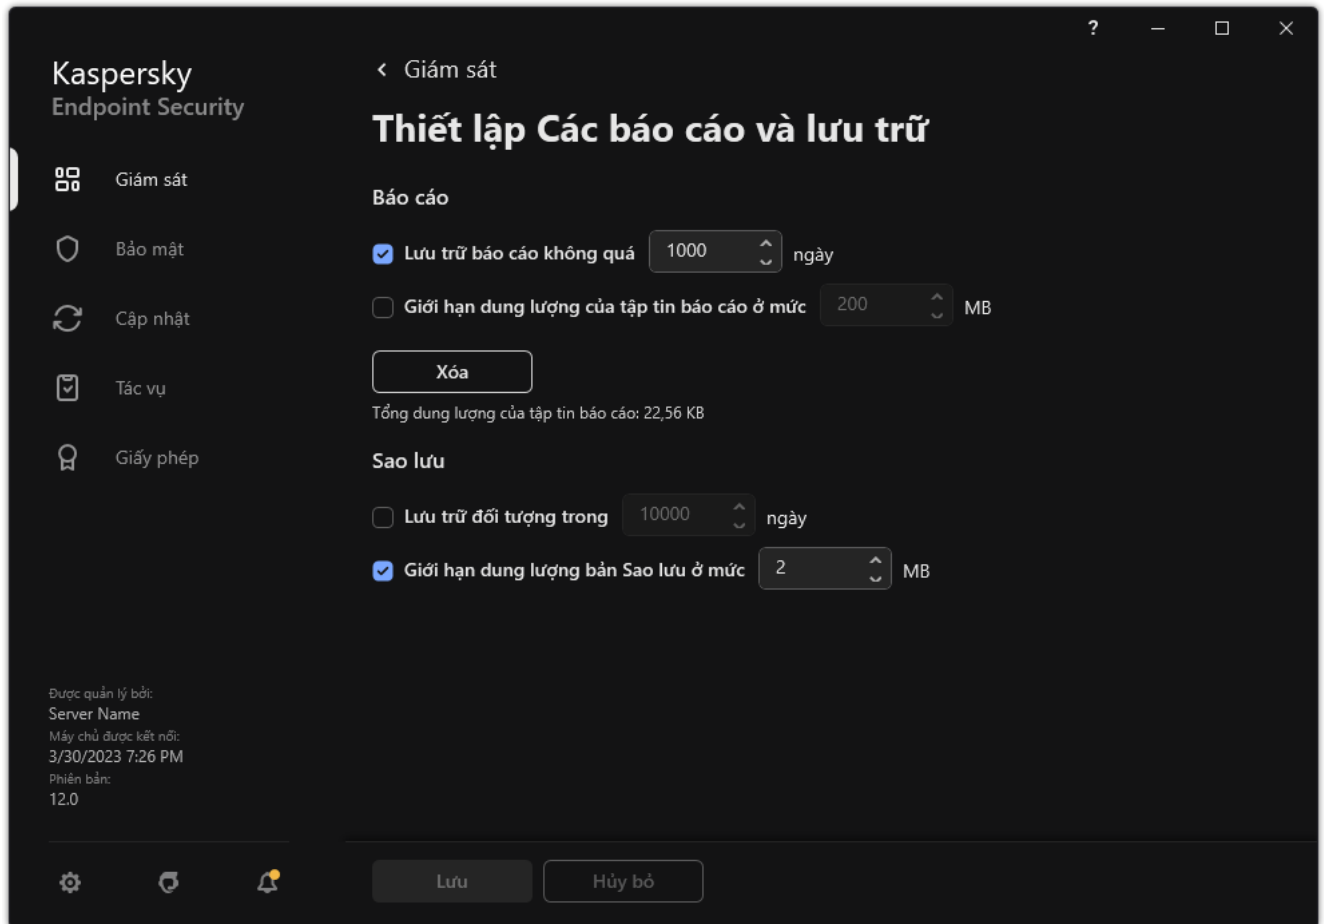 ?
Kaspersky
Endpoint Security
Giám sát
Bảo mật
Cập nhật
Tác vụ
Giấy phép
Được quản lý bởi:
Server Name
Máy chủ được kết nối:
3/30/2023 7:26 PM
Phiên bản:
12.0
Giám sát
Thiết lập Các báo cáo và lưu trữ
Báo cáo
Lưu trữ báo cáo không quá 1000 ngày
Giới hạn dung lượng của tập tin báo cáo ở mức 200 MB
Xóa
Tổng dung lượng của tập tin báo cáo: 22,56 KB
Sao lưu
Lưu trữ đối tượng trong 10000 ngày
Giới hạn dung lượng bản Sao lưu ở mức 2 MB
Lưu Hủy bỏ